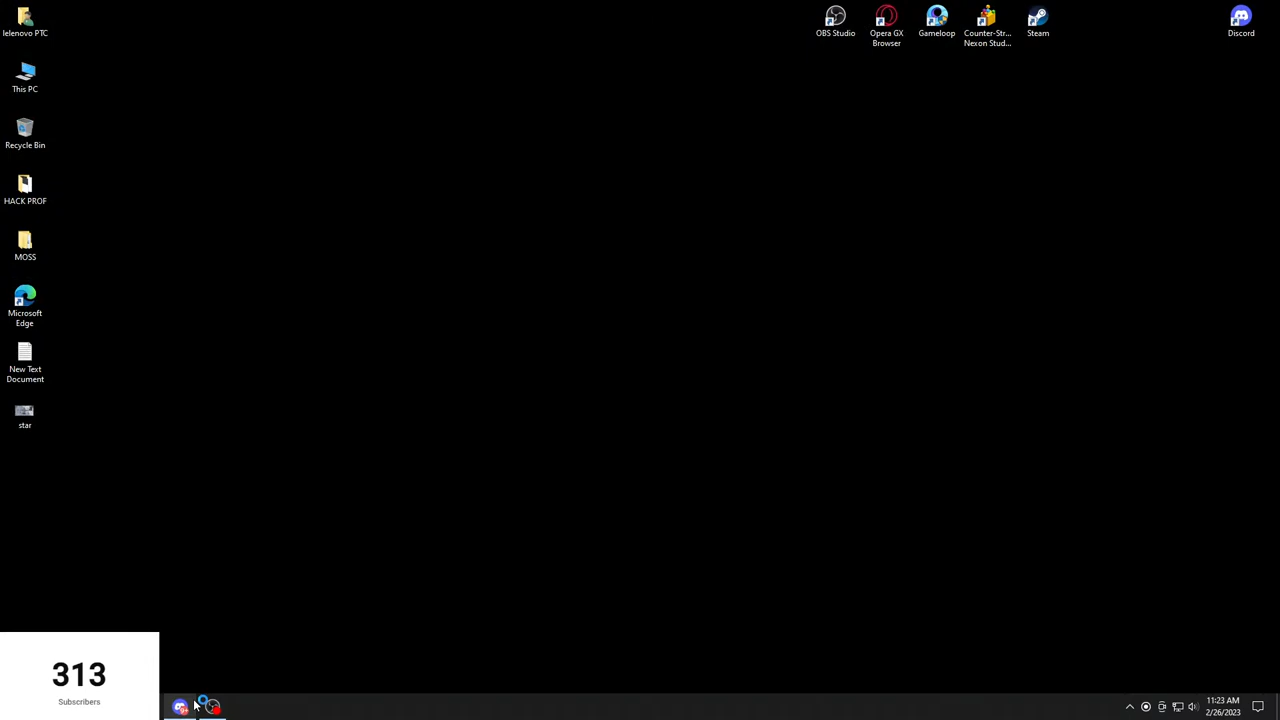 lelenovo PTC
This PC
Recycle Bin
HACK PROF
MOSS
Microsoft
Edge
New Text
Document
star
OBS Studio
Opera GX
Browser
Gameloop
Counter-Str...
Nexon Stud...
Steam
Discord
313
Subscribers
9+
11:23 AM
2/26/2023